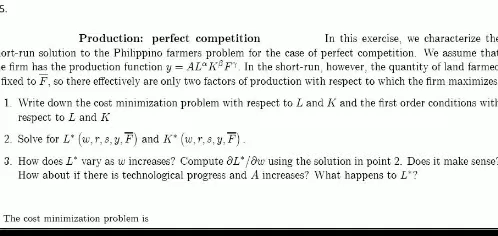 5.
Production: perfect competition In this exercise, we characterize the
ort-run solution to the Philippino farmers problem for the case of perfect competition. We assume that
e firm has the production function y = AL^αK^βF^γ. In the short-run, however, the quantity of land farmed
fixed to F̅, so there effectively are only two factors of production with respect to which the firm maximizes
1. Write down the cost minimization problem with respect to L and K and the first order conditions with
respect to L and K
2. Solve for L* (w, r, s, y, F̅) and K* (w, r, s, y, F̅).
3. How does L* vary as w increases? Compute ∂L*/∂w using the solution in point 2. Does it make sense?
How about if there is technological progress and A increases? What happens to L*?
The cost minimization problem is